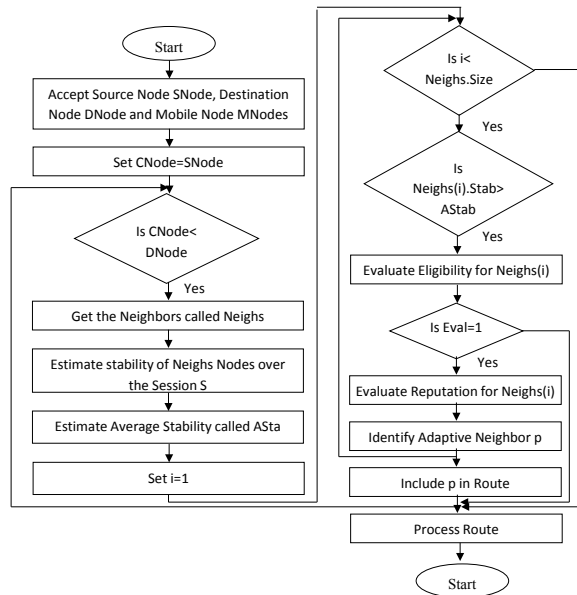 Start
Accept Source Node SNode, Destination
Node DNode and Mobile Node MNodes
Set CNode=SNode
Is CNode<
DNode
Yes
Get the Neighbors called Neighs
Estimate stability of Neighs Nodes over
the Session S
Estimate Average Stability called ASta
Set i=1
Is i<
Neighs.Size
Yes
Is
Neighs(i).Stab>
AStab
Yes
Evaluate Eligibility for Neighs(i)
Is Eval=1
Yes
Evaluate Reputation for Neighs(i)
Identify Adaptive Neighbor p
Include p in Route
Process Route
Start